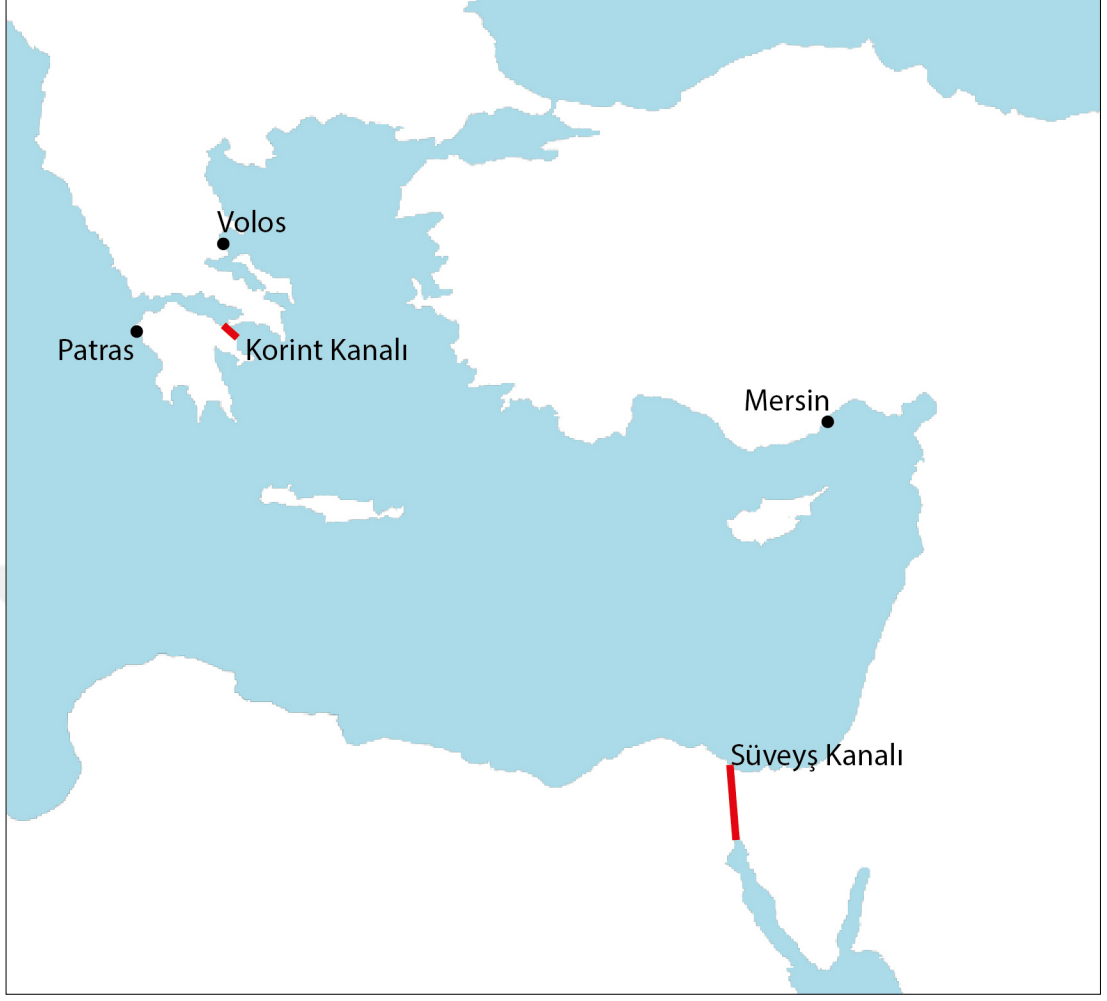 Volos
Patras
Korint Kanalı
Mersin
Süveyş Kanalı